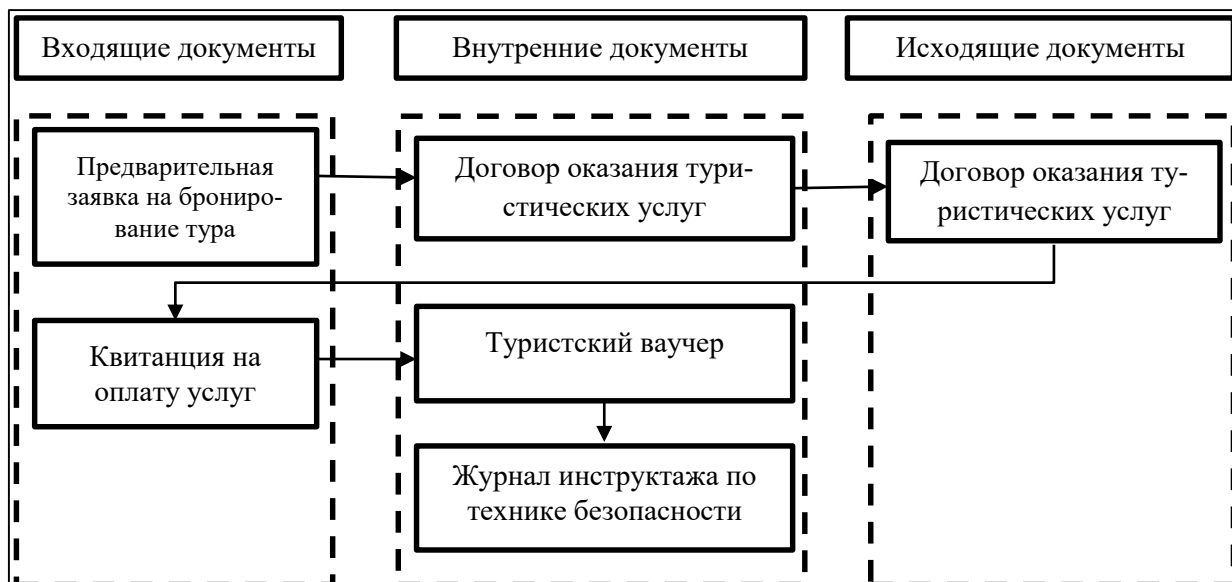 Входящие документы
Внутренние документы
Исходящие документы
Предварительная
заявка на брониро-
вание тура
Договор оказания тури-
стических услуг
Договор оказания ту-
ристических услуг
Квитанция на
оплату услуг
Туристский ваучер
Журнал инструктажа по
технике безопасности